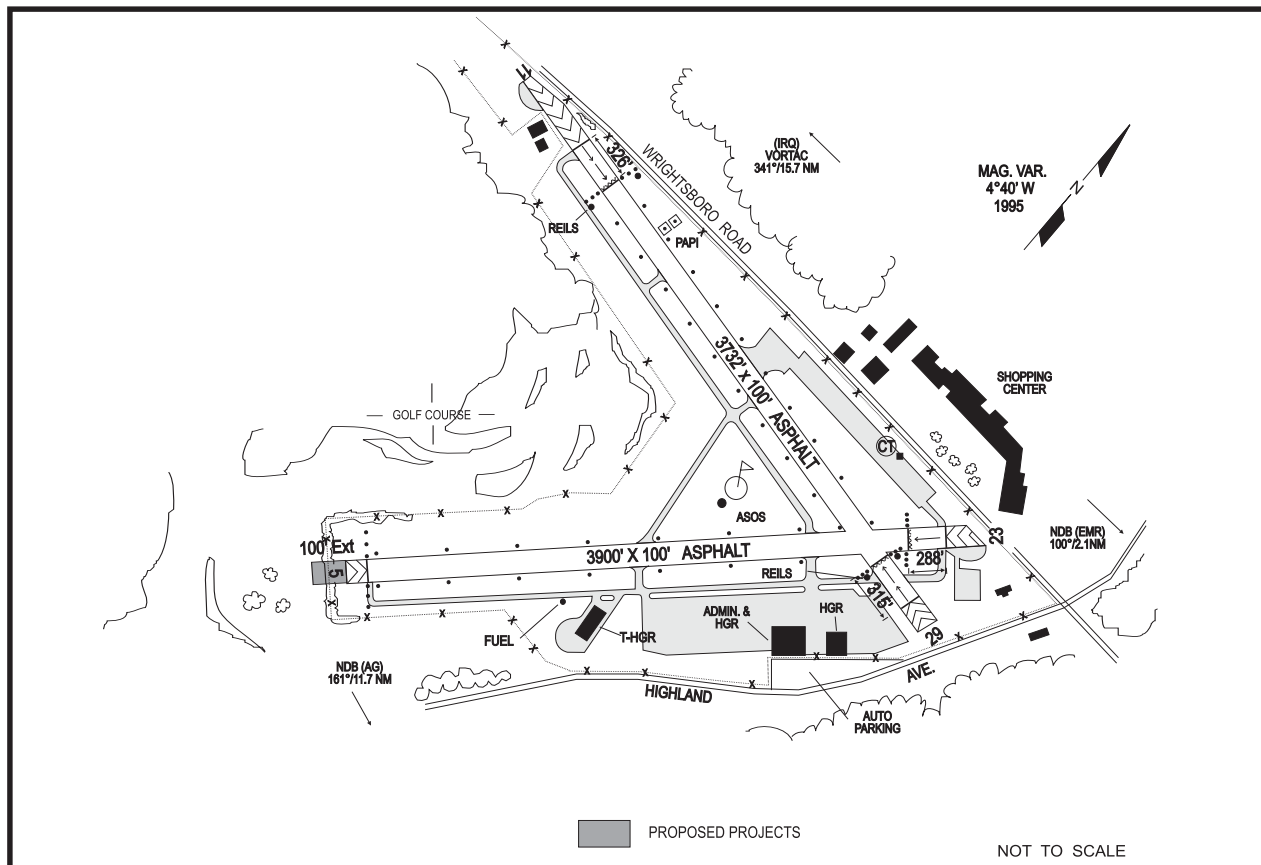 11
326'
WRIGHTSBORO ROAD
(IRQ)
VORTAC
341°/15.7 NM
MAG. VAR.
4°40' W
1995
N
REILS
PAPI
3732' X 100' ASPHALT
SHOPPING
CENTER
GOLF COURSE
CT
ASOS
100' Ext
5
3900' X 100' ASPHALT
23
288'
NDB (EMR)
100°/2.1NM
REILS
315'
ADMIN. &
HGR
HGR
29
FUEL
T-HGR
NDB (AG)
161°/11.7 NM
HIGHLAND AVE.
AUTO
PARKING
PROPOSED PROJECTS
NOT TO SCALE